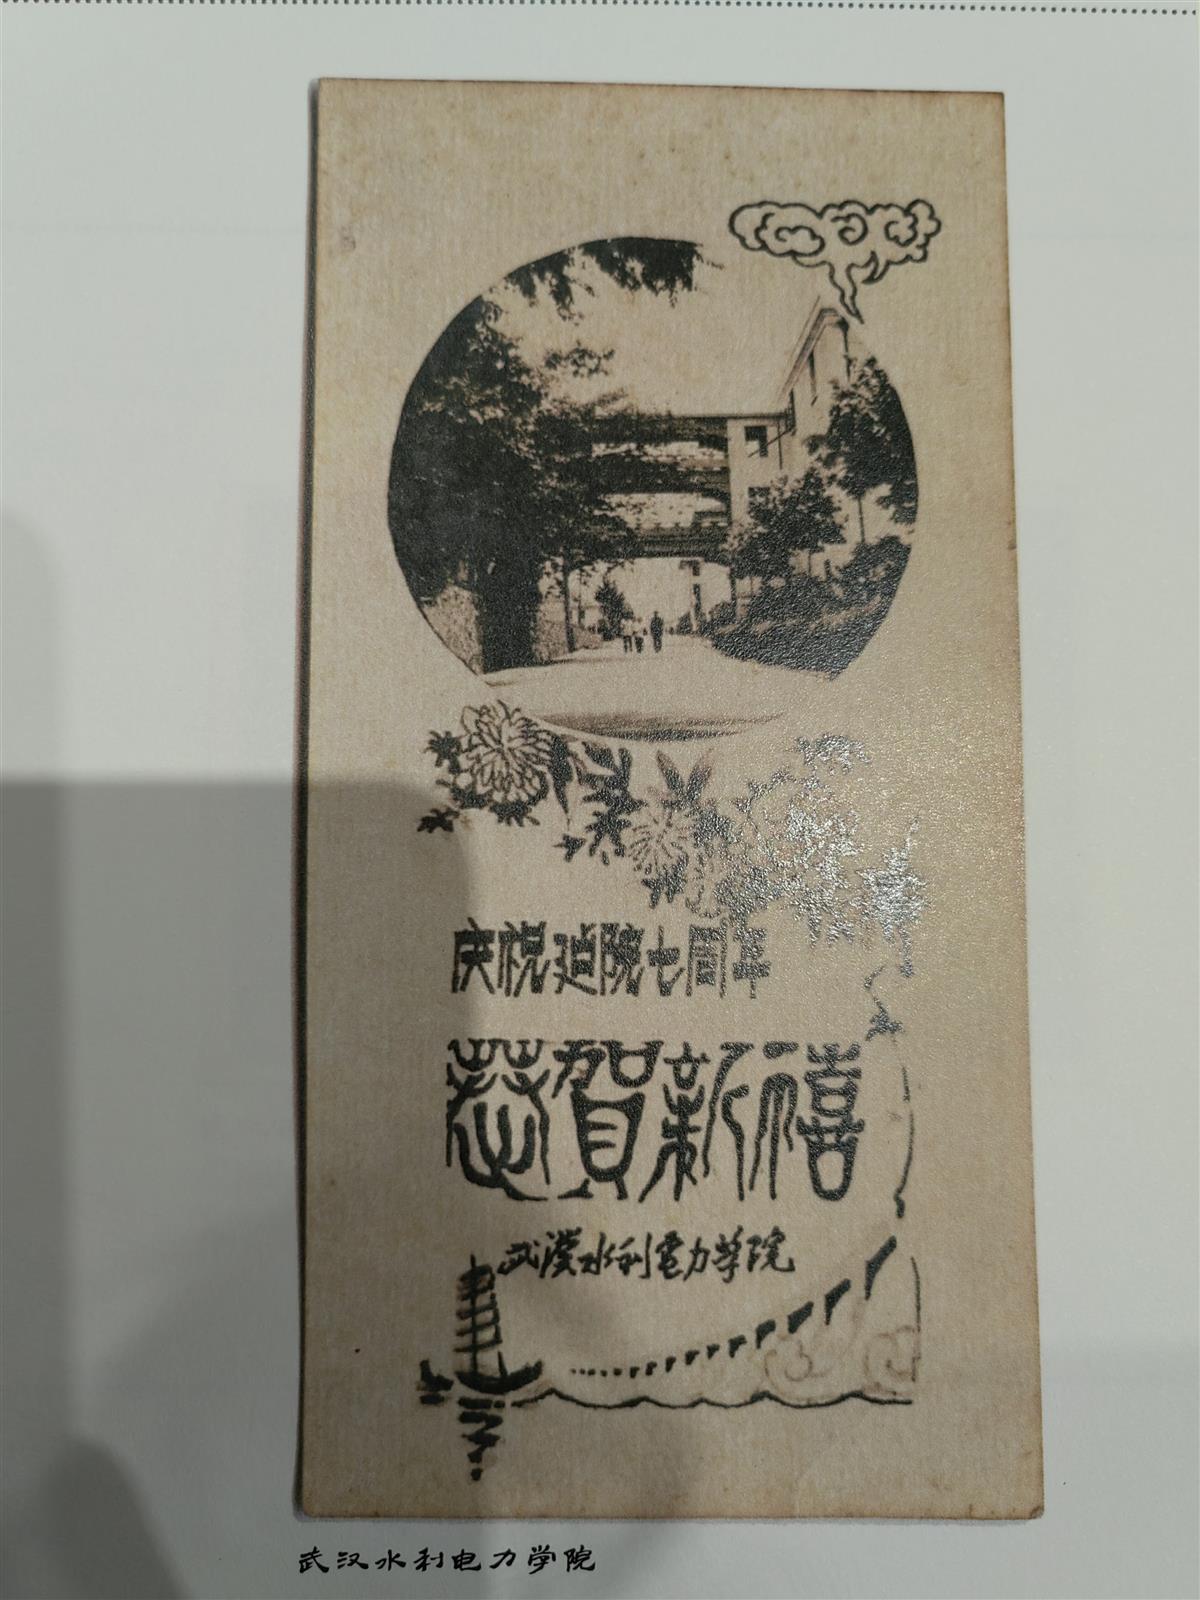 庆祝建院七周年
恭賀新禧
武漢水利電力学院
武汉水利电力学院